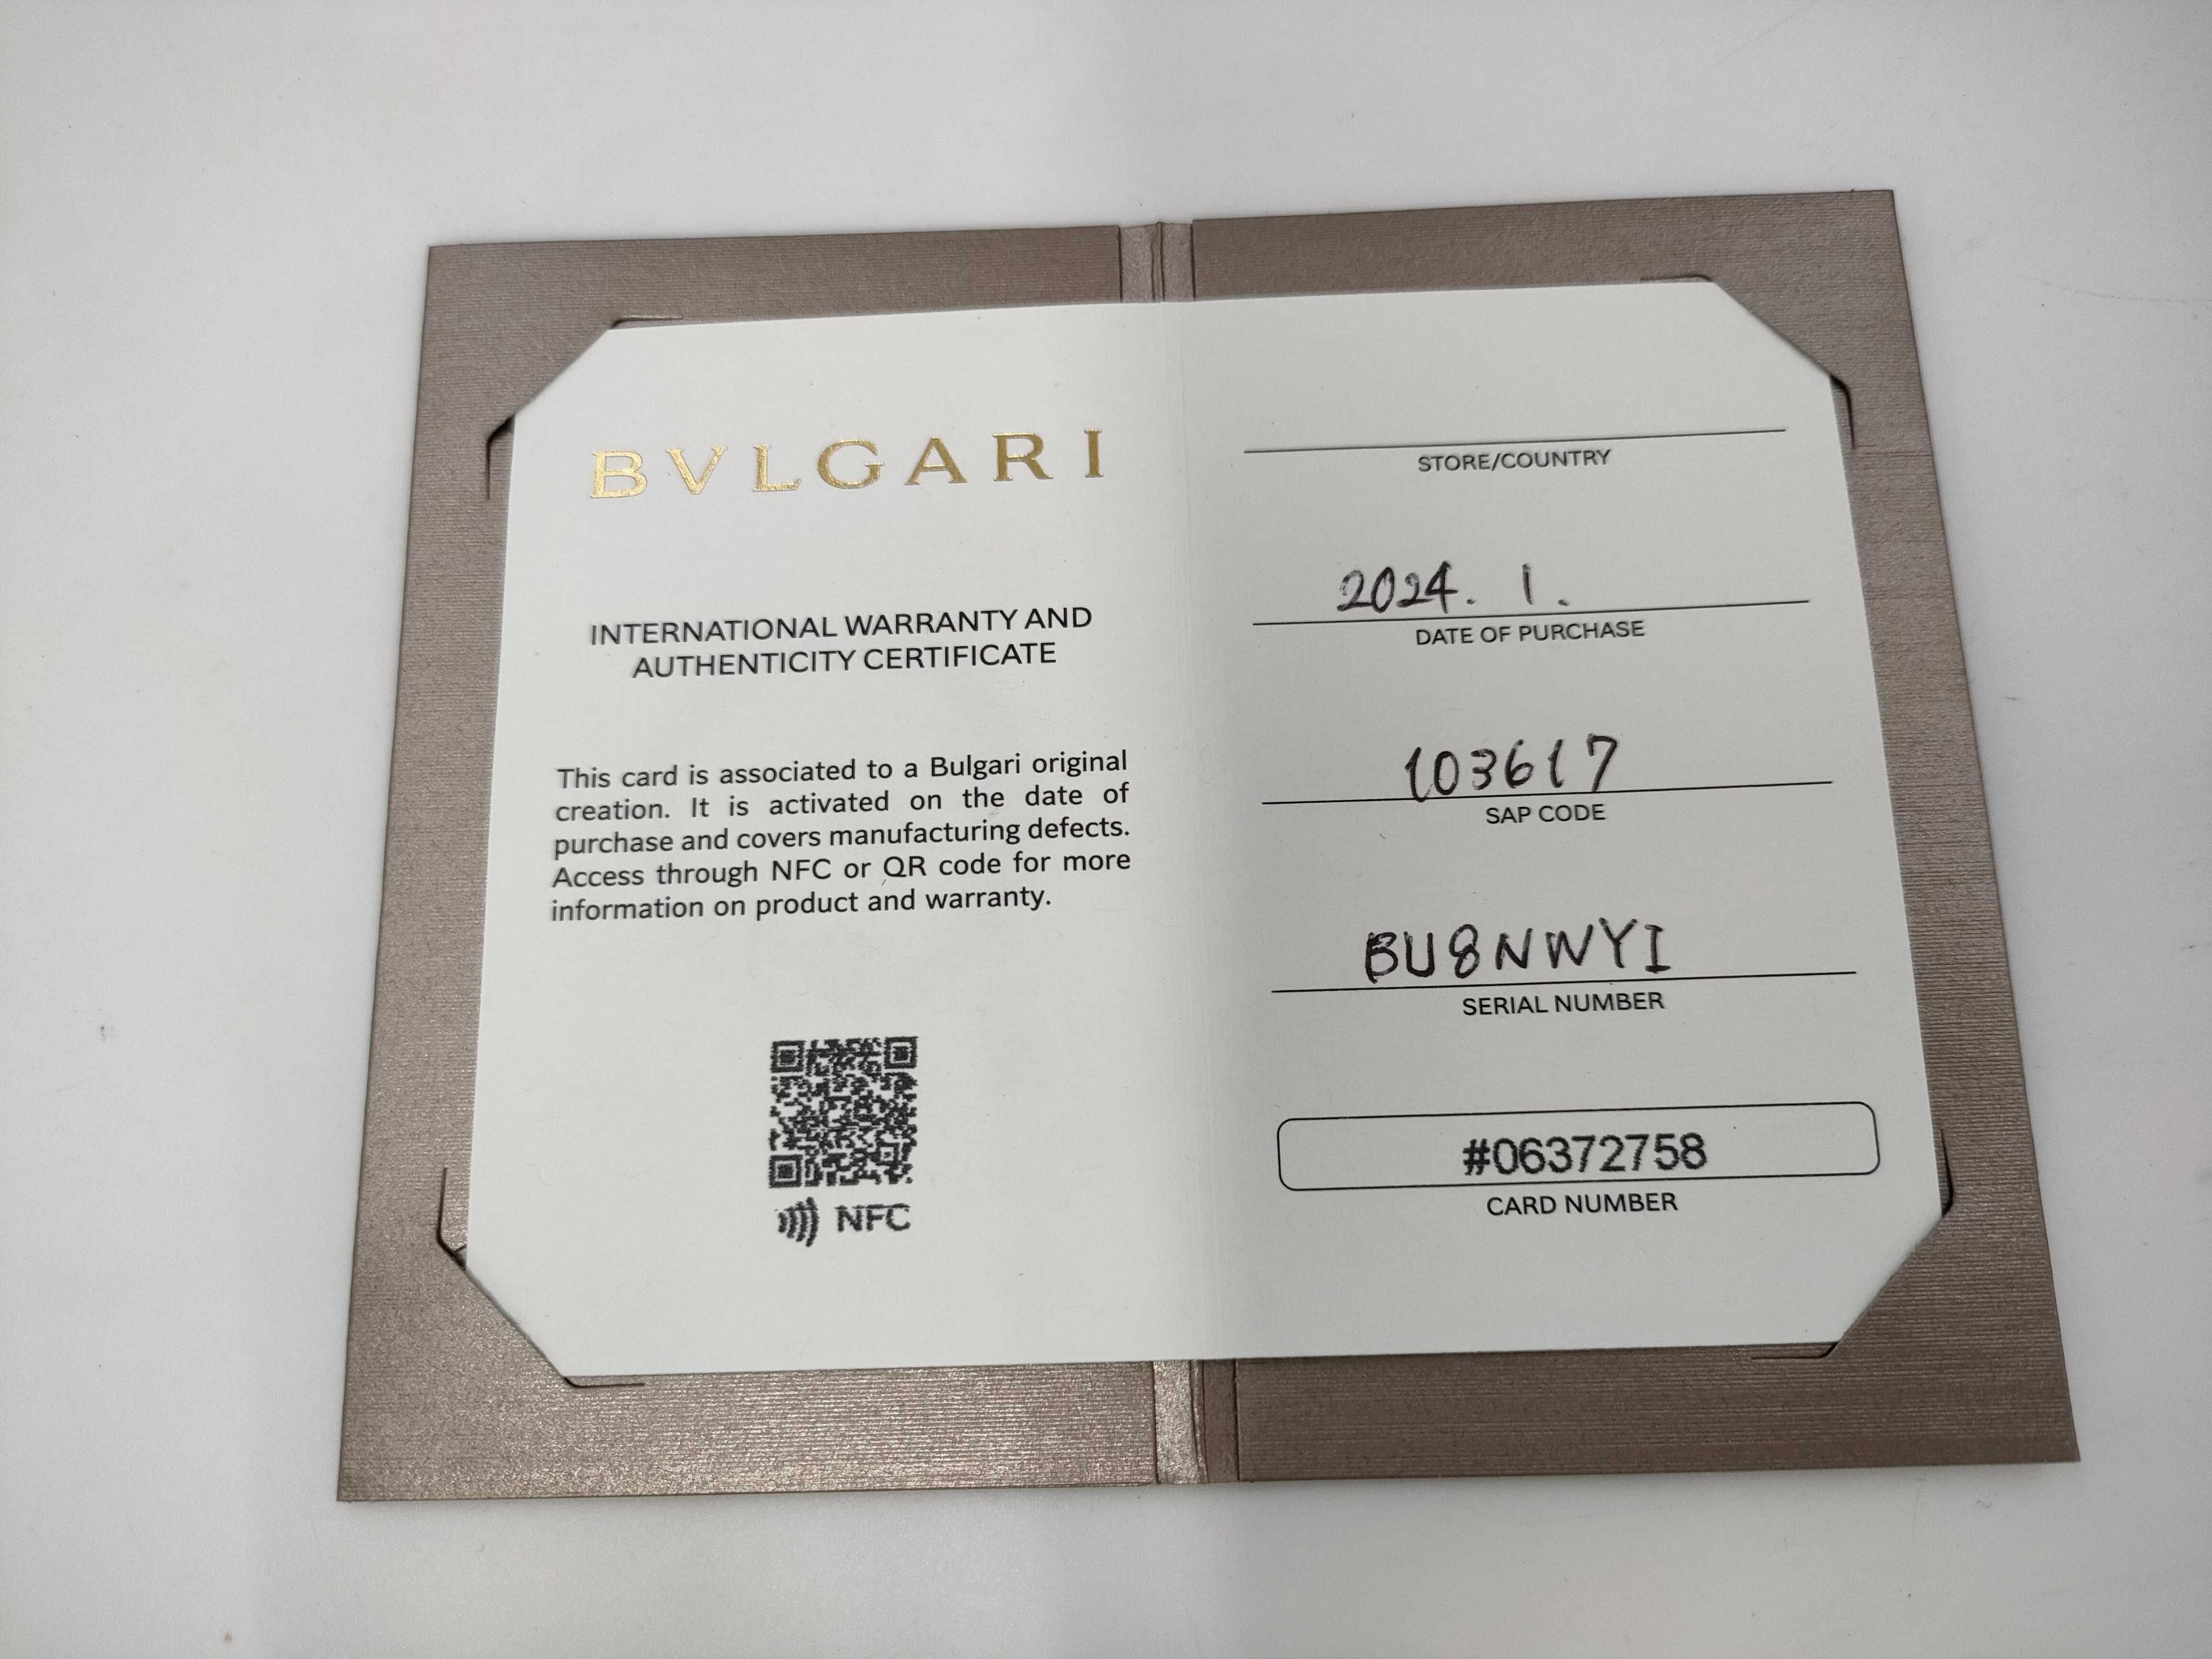 BVLGARI
INTERNATIONAL WARRANTY AND
AUTHENTICITY CERTIFICATE
This card is associated to a Bulgari original
creation. It is activated on the date of
purchase and covers manufacturing defects.
Access through NFC or QR code for more
information on product and warranty.
NFC
STORE/COUNTRY
2024. 1.
DATE OF PURCHASE
103617
SAP CODE
BU8NWYI
SERIAL NUMBER
#06372758
CARD NUMBER